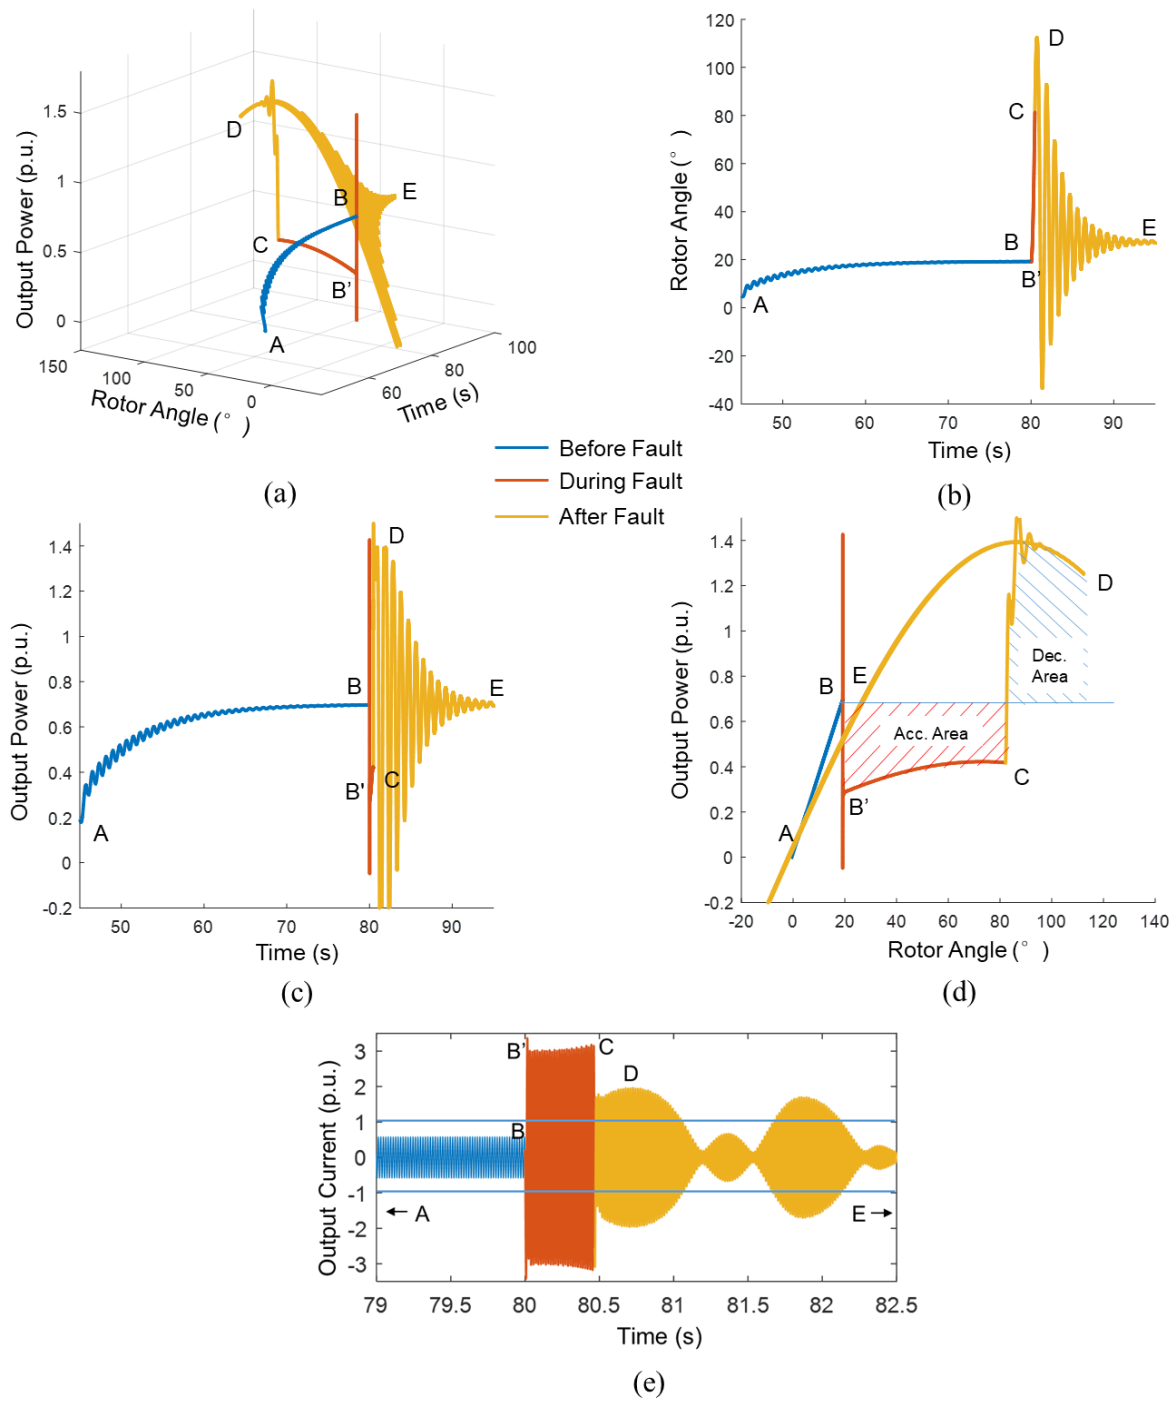 1.5
1
0.5
0
Output Power (p.u.)
D
B
E
C
B'
A
150
100
50
0
Rotor Angle (° )
60
80
100
Time (s)
(a)
120
100
80
60
40
20
0
-20
-40
Rotor Angle (° )
D
C
B
B'
A
E
50
60
70
80
90
Time (s)
(b)
Before Fault
During Fault
After Fault
1.4
1.2
1
0.8
0.6
0.4
0.2
0
-0.2
Output Power (p.u.)
D
B
E
B'
C
A
50
60
70
80
90
Time (s)
(c)
1.4
1.2
1
0.8
0.6
0.4
0.2
0
-0.2
Output Power (p.u.)
D
B
E
Dec.
Area
Acc. Area
C
B'
A
-20
0
20
40
60
80
100
120
140
Rotor Angle (° )
(d)
3
2
1
0
-1
-2
-3
Output Current (p.u.)
B'
C
D
B
A
E
79
79.5
80
80.5
81
81.5
82
82.5
Time (s)
(e)